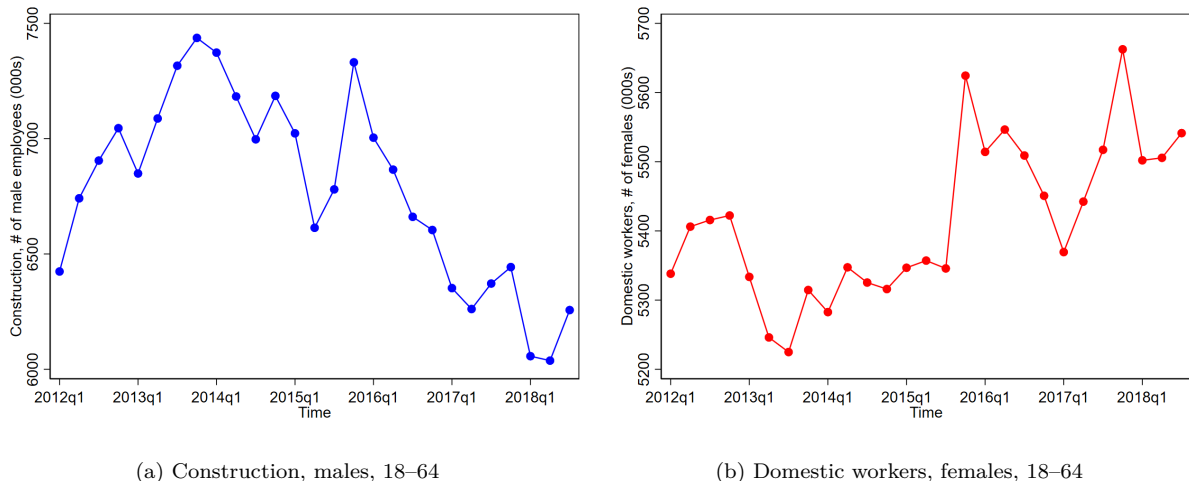 Construction, # of male employees (000s)
7500
7000
6500
6000
2012q1 2013q1 2014q1 2015q1 2016q1 2017q1 2018q1
Time
(a) Construction, males, 18–64
Domestic workers, # of females (000s)
5700
5600
5500
5400
5300
5200
2012q1 2013q1 2014q1 2015q1 2016q1 2017q1 2018q1
Time
(b) Domestic workers, females, 18–64